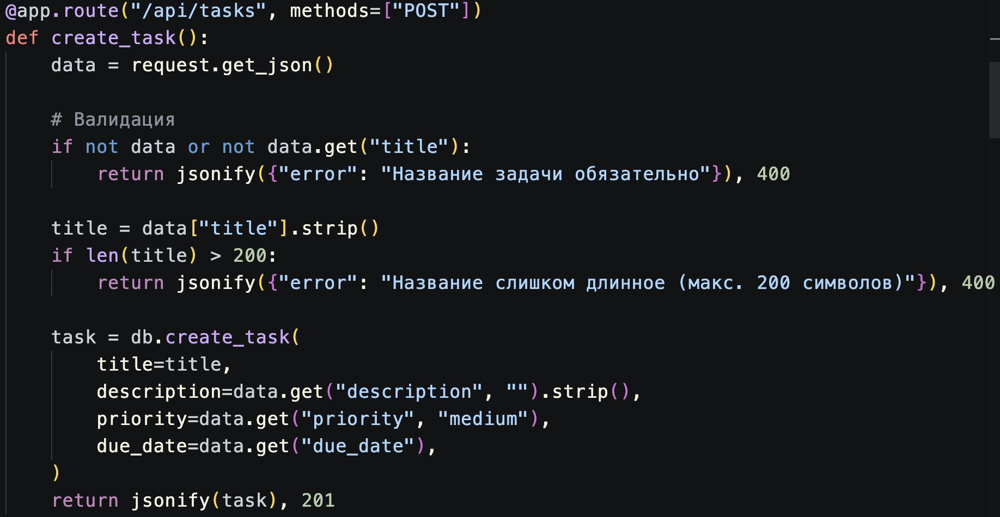 @app.route("/api/tasks", methods=["POST"])
def create_task():
    data = request.get_json()

    # Валидация
    if not data or not data.get("title"):
        return jsonify({"error": "Название задачи обязательно"}), 400

    title = data["title"].strip()
    if len(title) > 200:
        return jsonify({"error": "Название слишком длинное (макс. 200 символов)"}), 400

    task = db.create_task(
        title=title,
        description=data.get("description", "").strip(),
        priority=data.get("priority", "medium"),
        due_date=data.get("due_date"),
    )
    return jsonify(task), 201